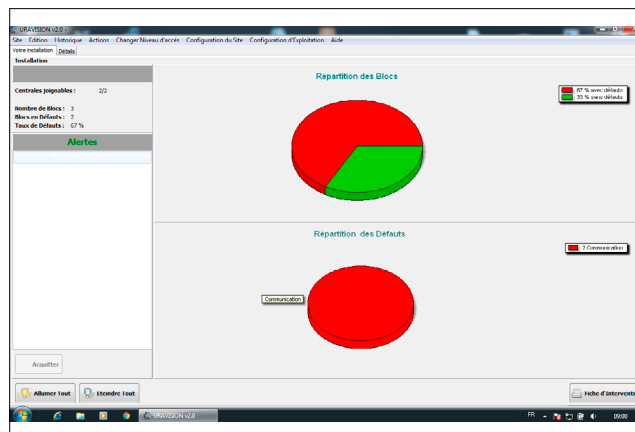 URAVISION v2.0 -
Site Edition Historique Actions Changer Niveau d'accès Configuration du Site Configuration d'Exploitation Aide
Votre installation Détails
Installation
Centrales Joignables : 2/2
Nombre de Blocs : 3
Blocs en Défauts : 2
Taux de Défauts : 67 %
Alertes
Acquitter
Répartition des Blocs
67 % avec défauts
33 % sans défauts
Répartition des Défauts
2 Communication
Communication
Allumer Tout Eteindre Tout Fiche d'Interventi
URAVISION v2.0 FR 09:00